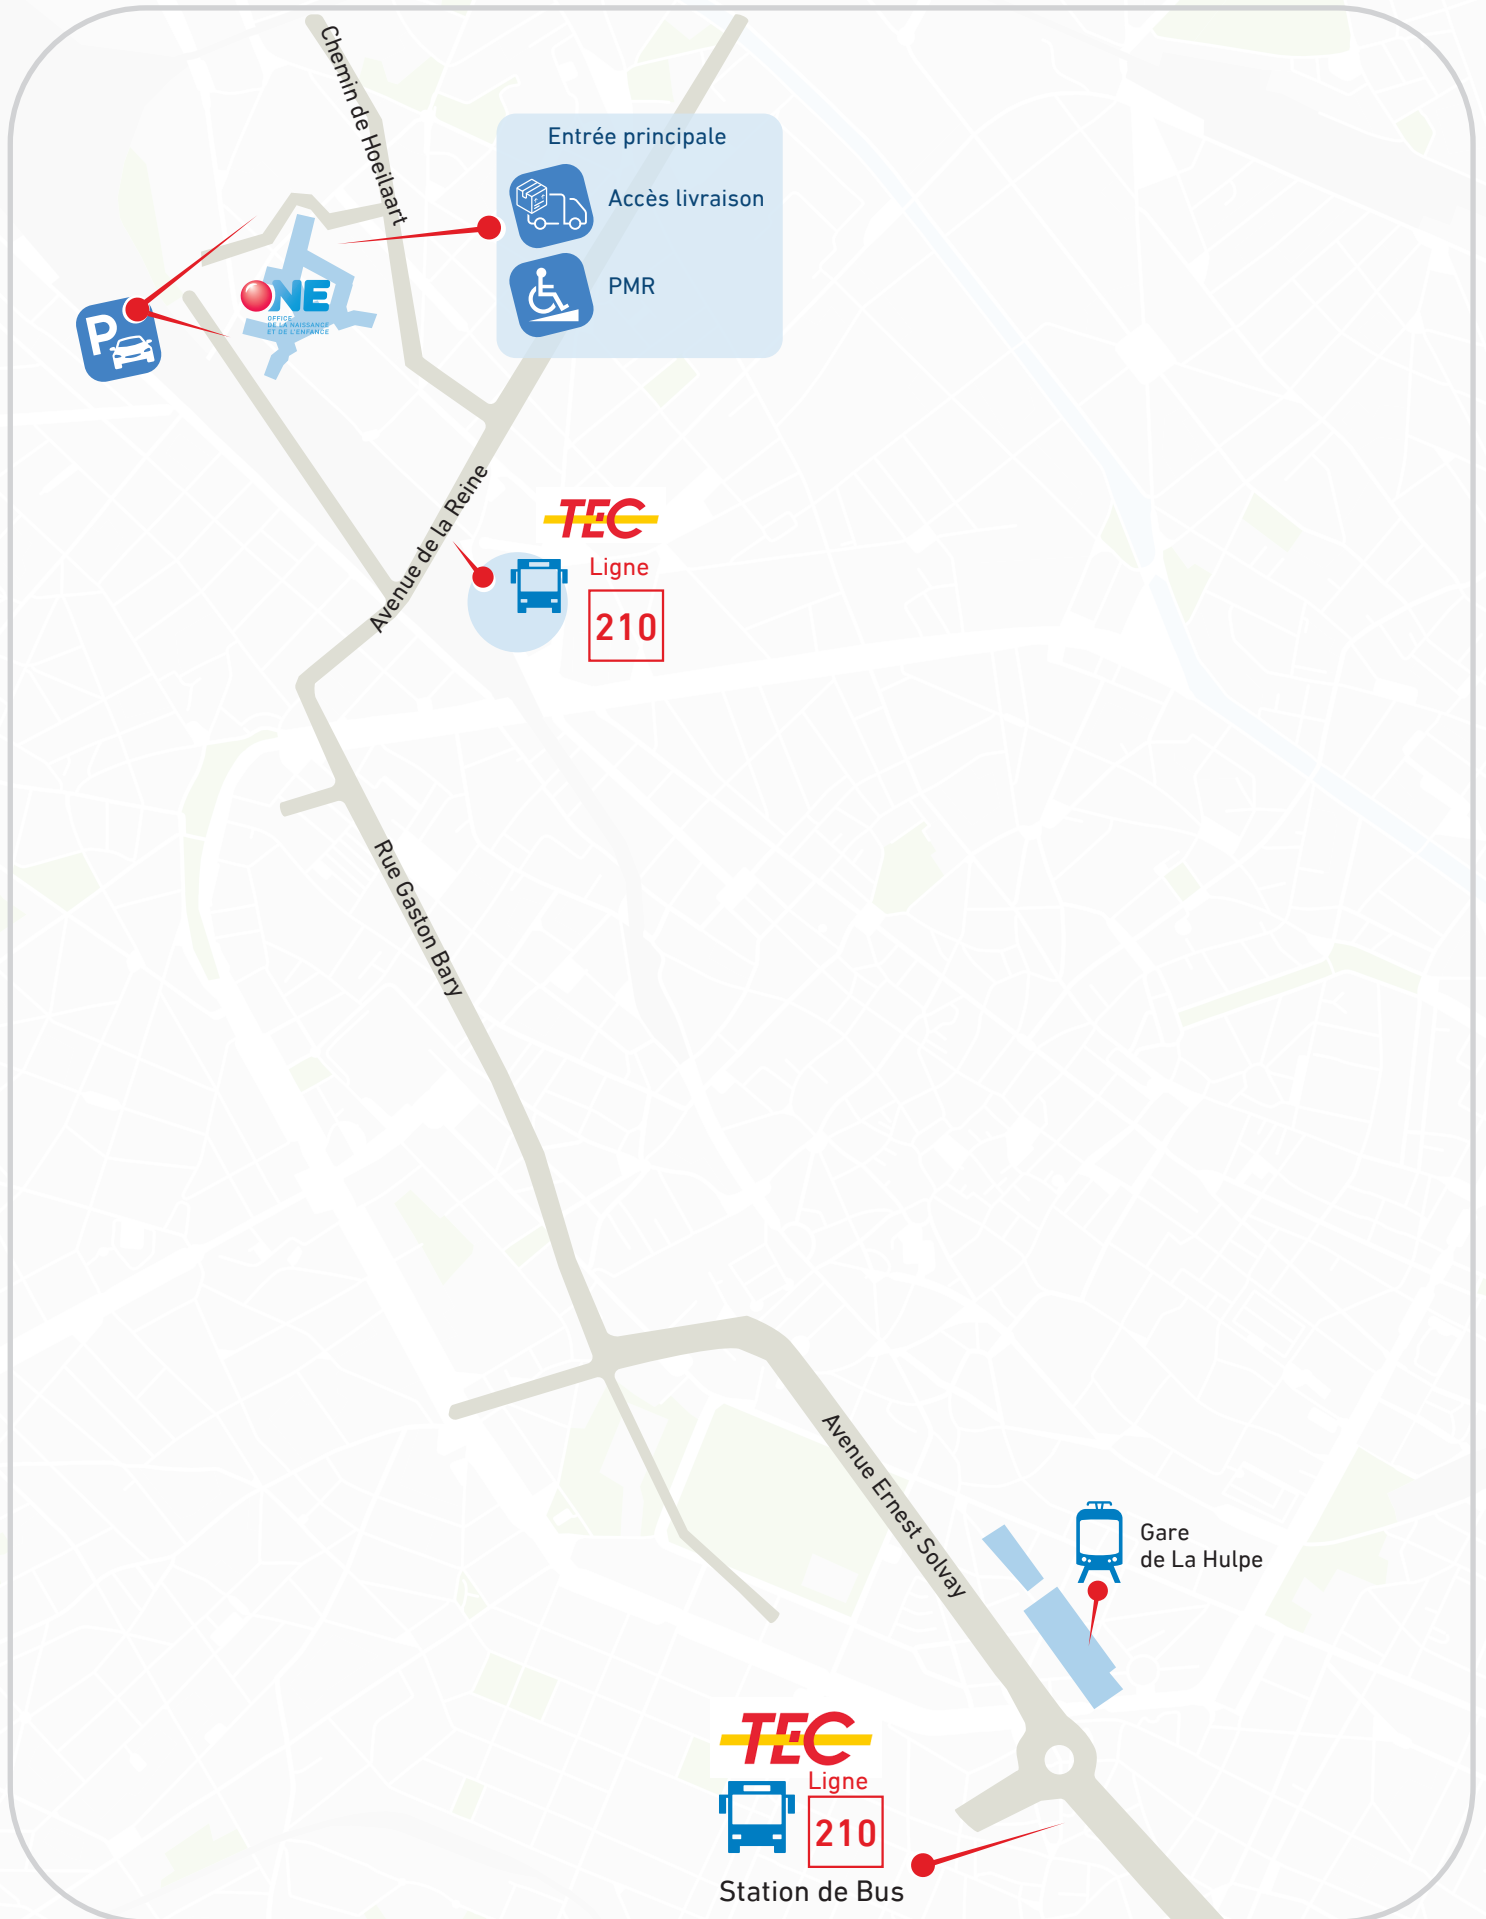 Chemin de Hoeilaart
Entrée principale
Accès livraison
PMR
P
ONE
OFFICE
DE LA NAISSANCE
ET DE L'ENFANCE
Avenue de la Reine
TEC
Ligne
210
Rue Gaston Bary
Avenue Ernest Solvay
Gare
de La Hulpe
TEC
Ligne
210
Station de Bus